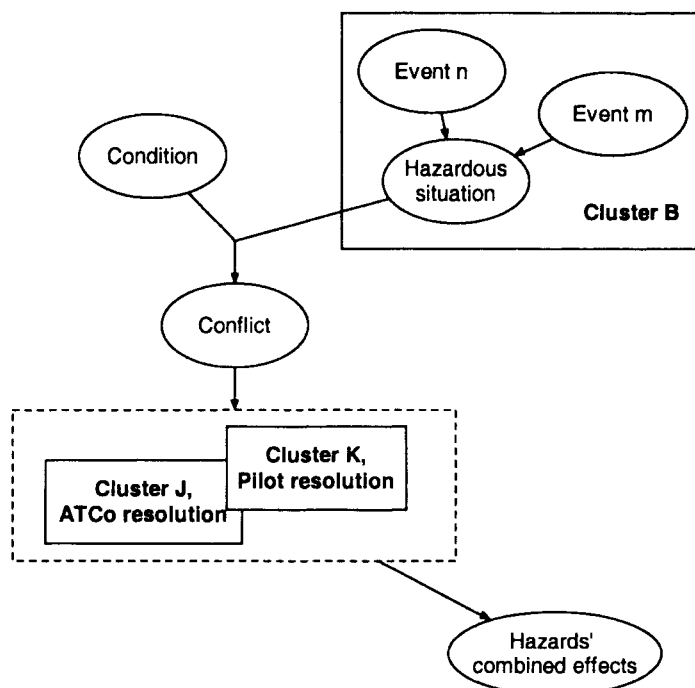 Event n
Event m
Condition
Hazardous
situation
Cluster B
Conflict
Cluster K,
Pilot resolution
Cluster J,
ATCo resolution
Hazards'
combined effects